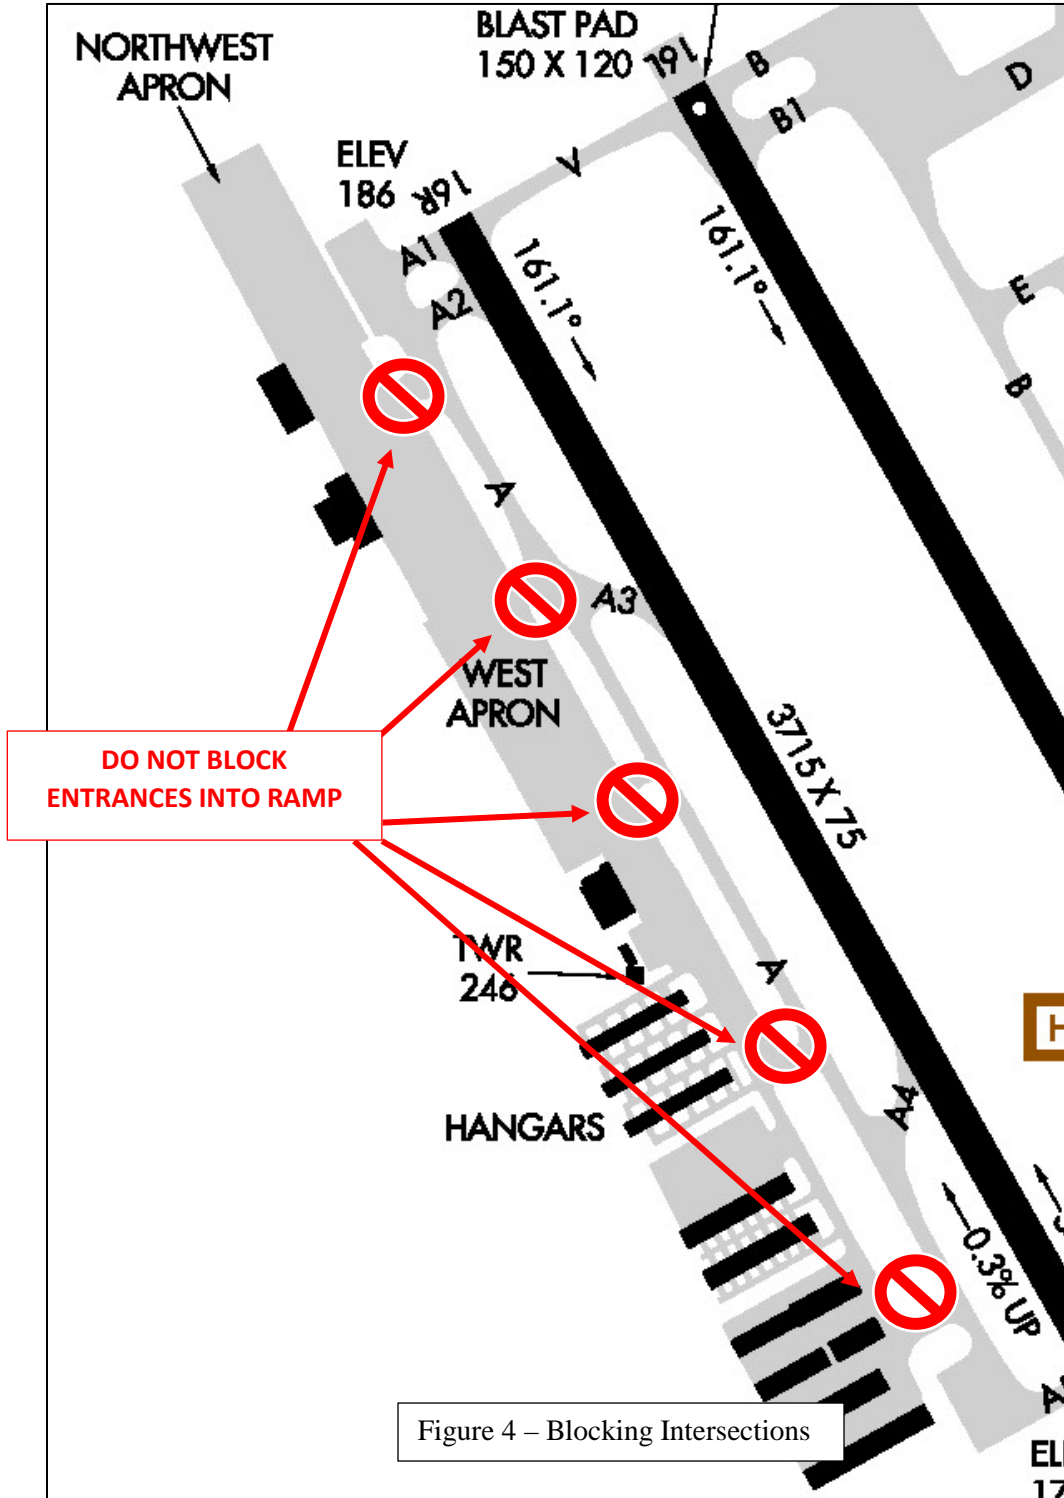 BLAST PAD
150 X 120
NORTHWEST
APRON
16L
B
D
B1
ELEV
186
16R
V
A1
A2
161.1°
161.1°
E
B
A
A3
WEST
APRON
DO NOT BLOCK
ENTRANCES INTO RAMP
3715 X 75
TWR
246
A
H
A4
HANGARS
0.3% UP
Figure 4 – Blocking Intersections